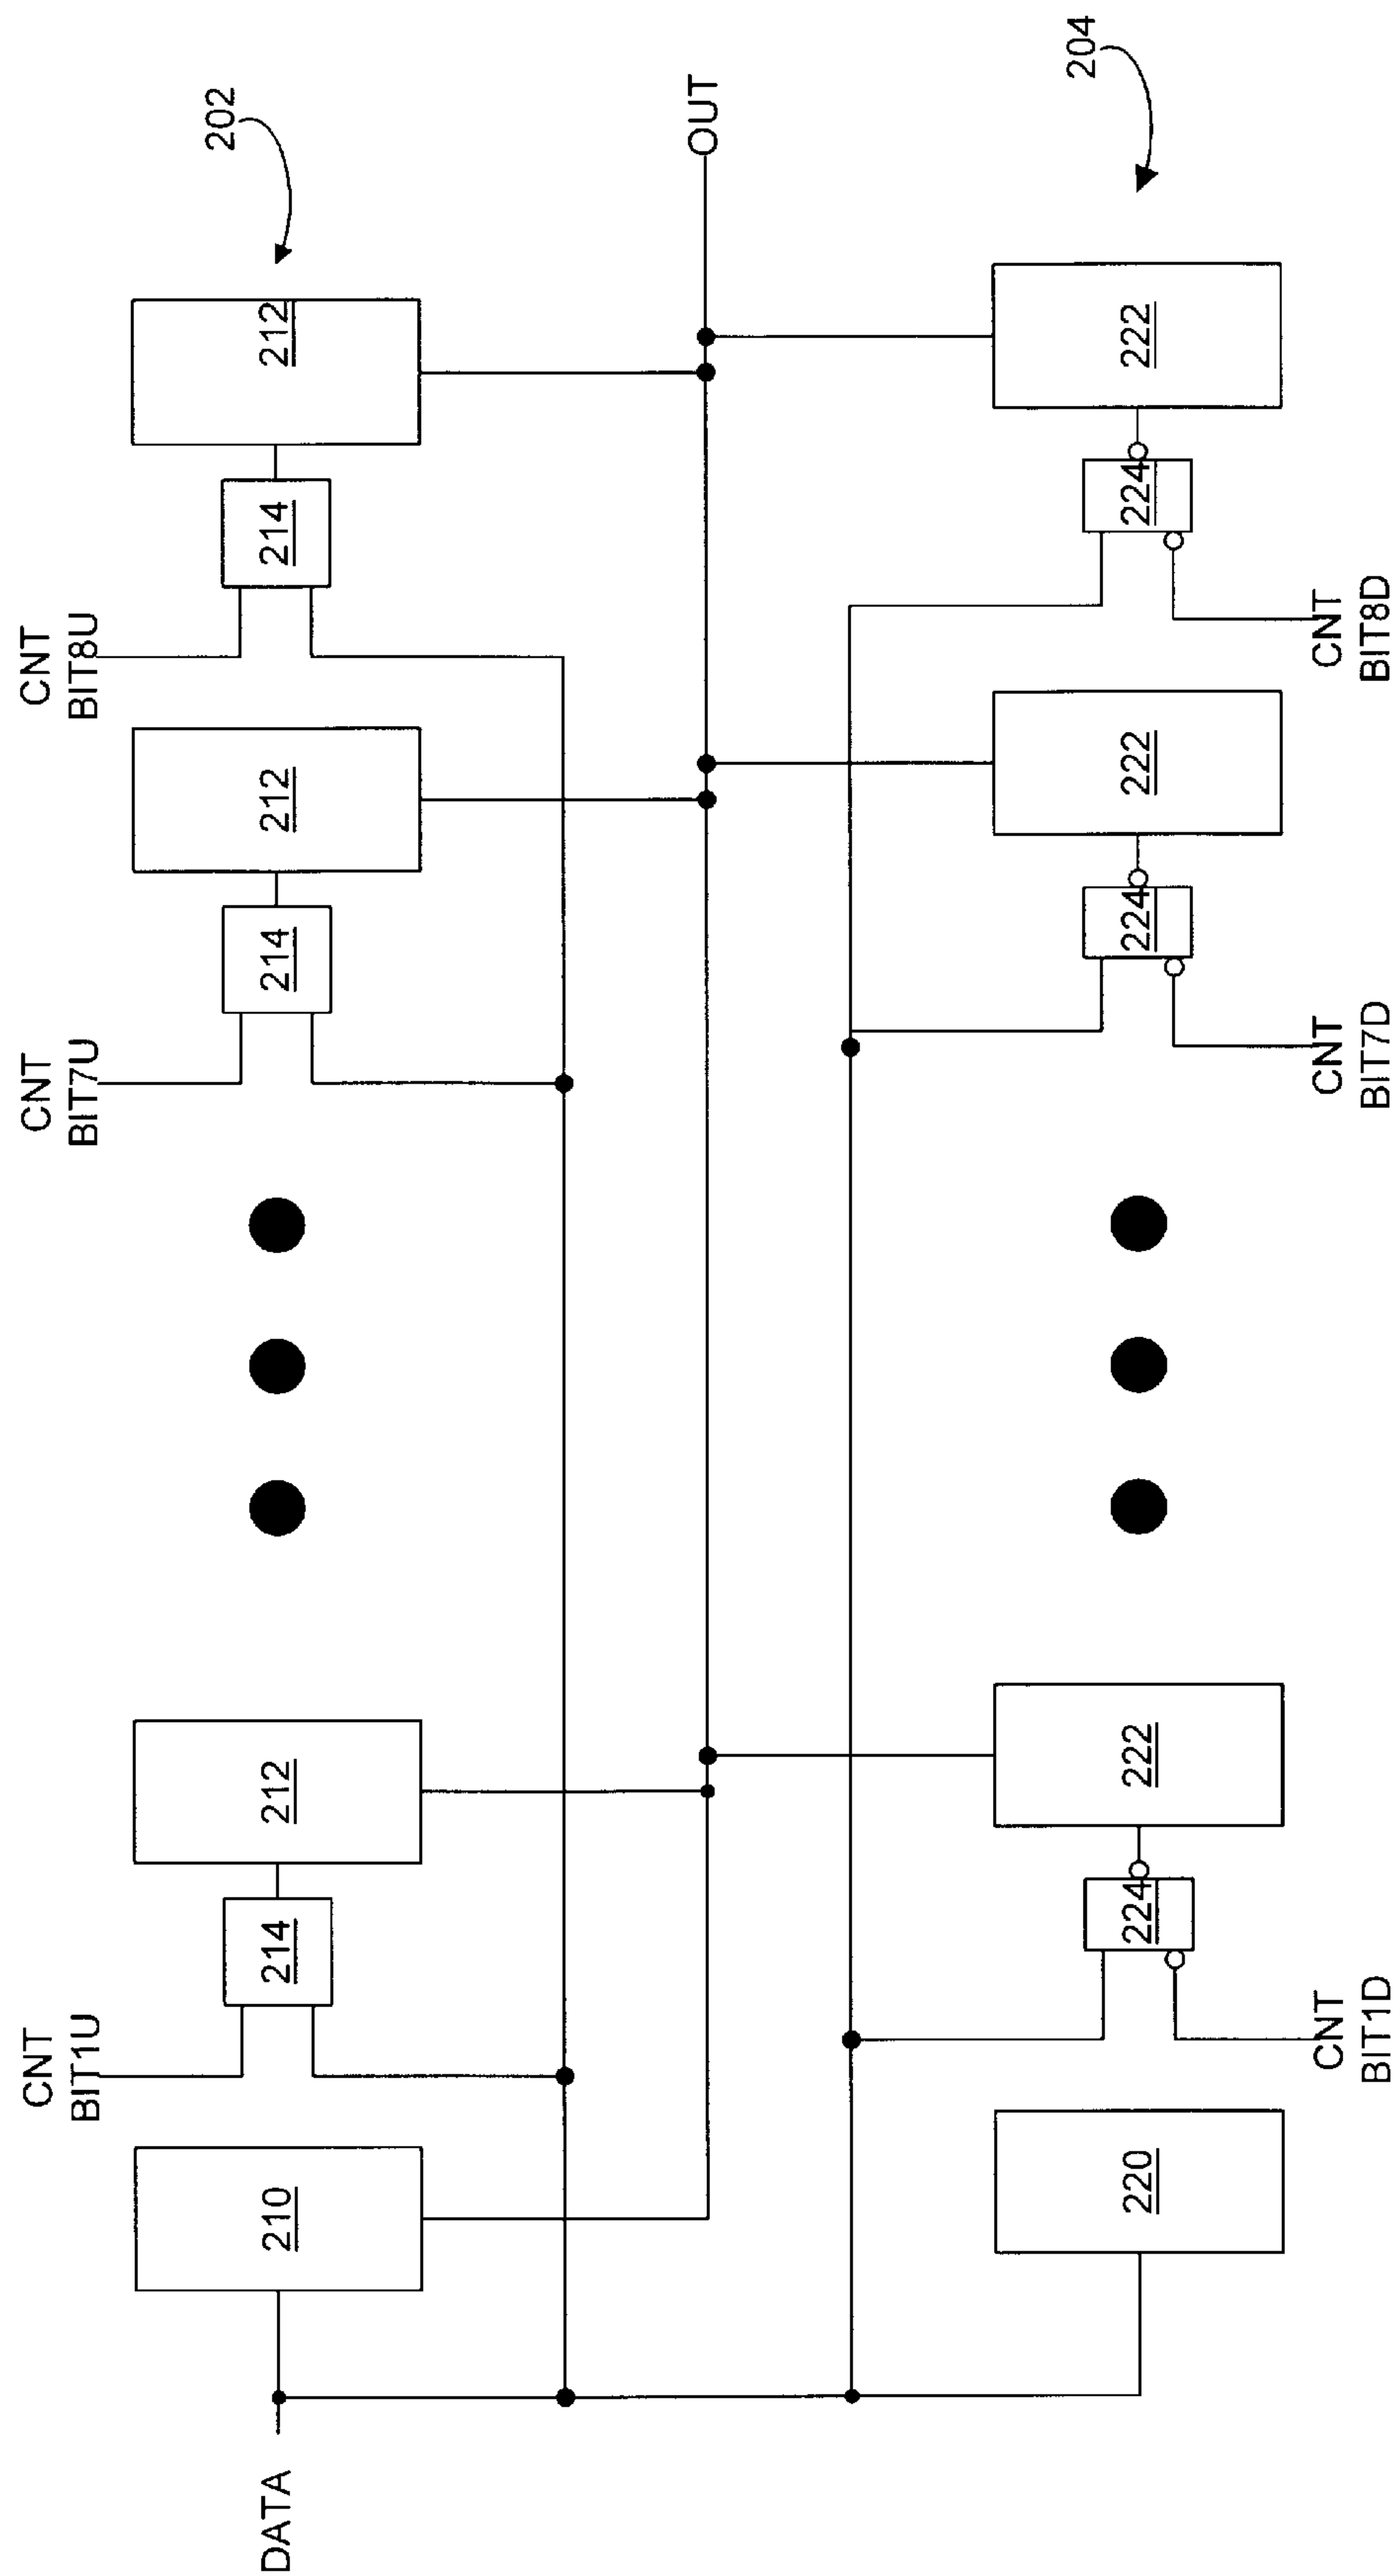 CNT
BIT1U
CNT
BIT7U
CNT
BIT8U
202
DATA
210
214
212
214
212
214
212
OUT
220
224
222
224
222
224
222
204
CNT
BIT1D
CNT
BIT7D
CNT
BIT8D